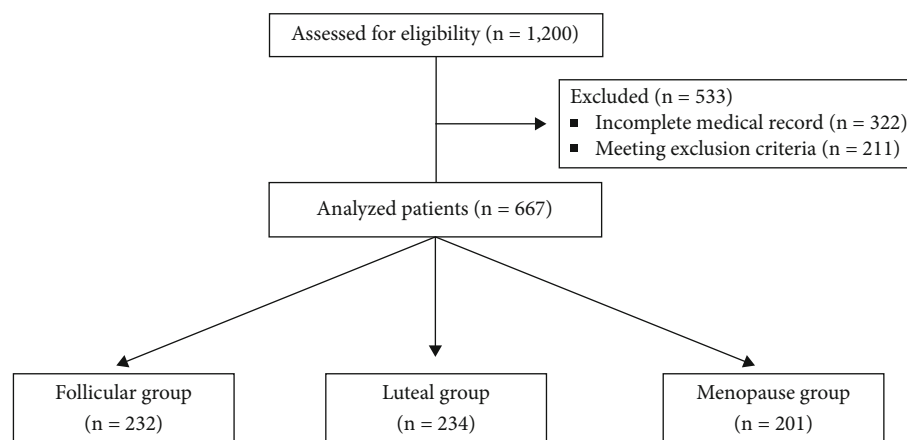 Assessed for eligibility (n = 1,200)
Excluded (n = 533)
▪ Incomplete medical record (n = 322)
▪ Meeting exclusion criteria (n = 211)
Analyzed patients (n = 667)
Follicular group
(n = 232)
Luteal group
(n = 234)
Menopause group
(n = 201)